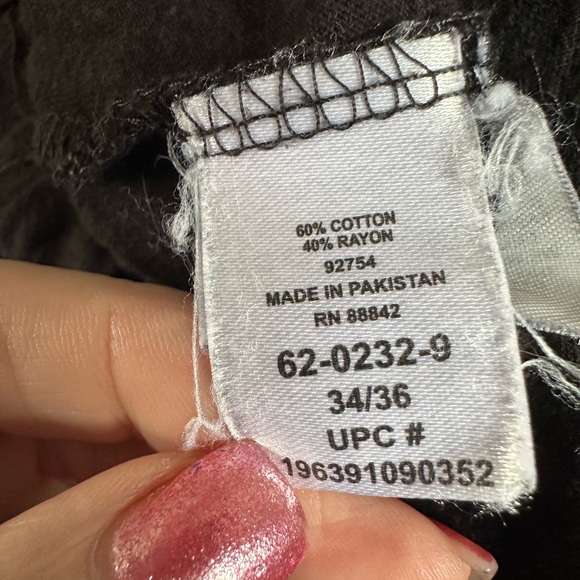 60% COTTON
40% RAYON
92754
MADE IN PAKISTAN
RN 88842
62-0232-9
34/36
UPC #
196391090352